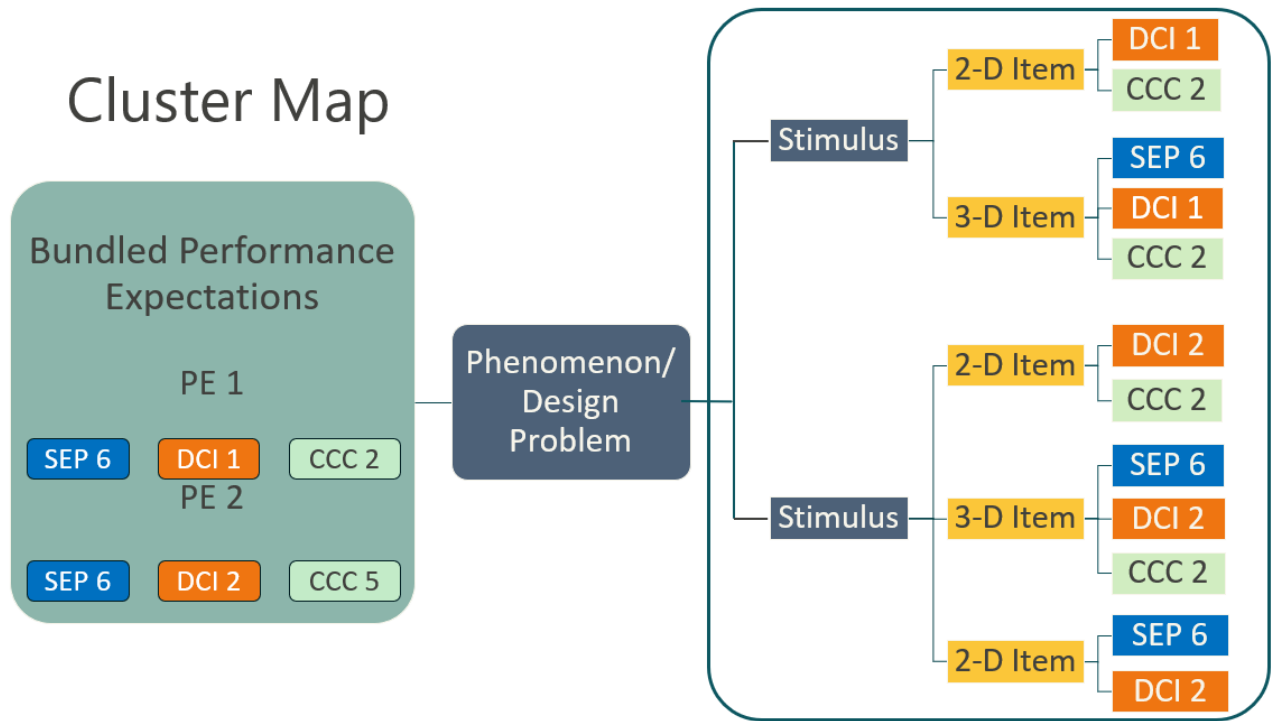 Cluster Map
Bundled Performance
Expectations
PE 1
SEP 6
DCI 1
CCC 2
PE 2
SEP 6
DCI 2
CCC 5
Phenomenon/
Design
Problem
Stimulus
2-D Item
DCI 1
CCC 2
3-D Item
SEP 6
DCI 1
CCC 2
Stimulus
2-D Item
DCI 2
CCC 2
3-D Item
SEP 6
DCI 2
CCC 2
2-D Item
SEP 6
DCI 2